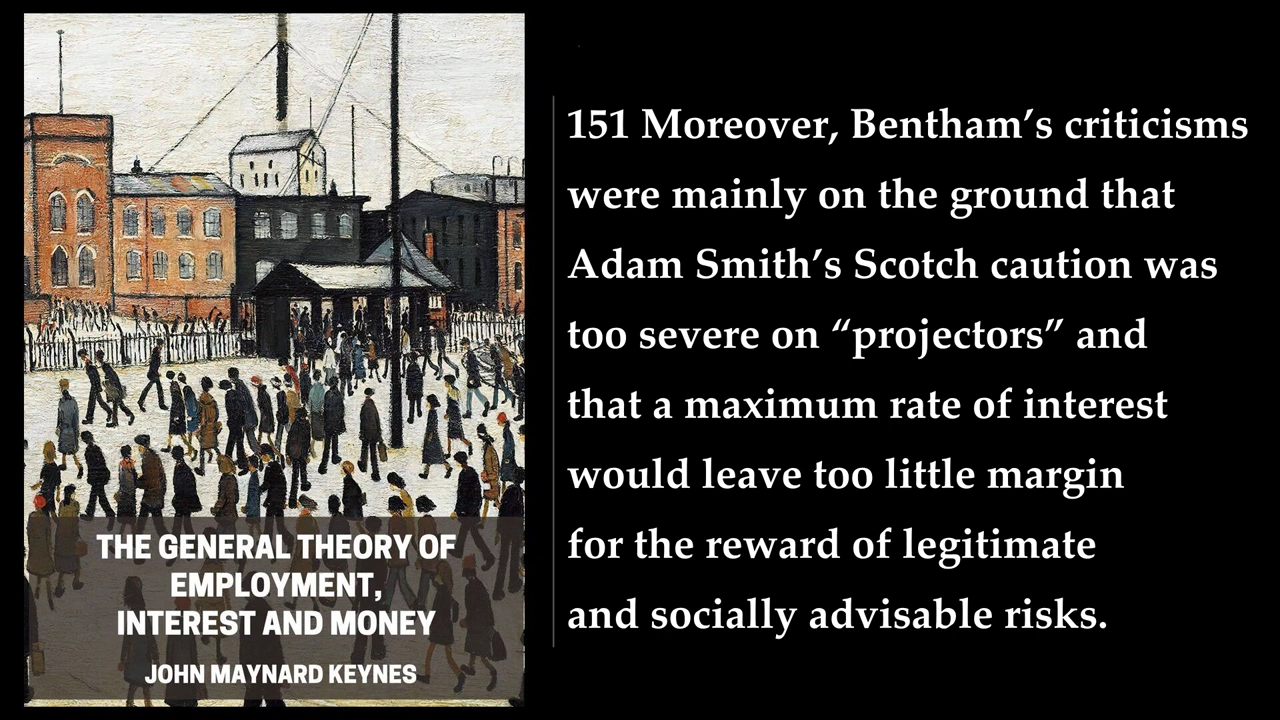 THE GENERAL THEORY OF
EMPLOYMENT,
INTEREST AND MONEY
JOHN MAYNARD KEYNES
151 Moreover, Bentham’s criticisms
were mainly on the ground that
Adam Smith’s Scotch caution was
too severe on “projectors” and
that a maximum rate of interest
would leave too little margin
for the reward of legitimate
and socially advisable risks.